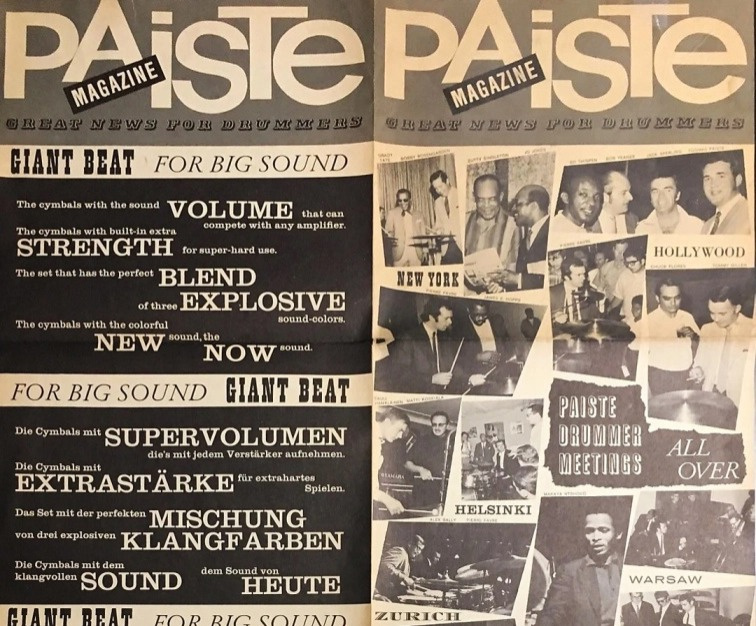 PAiSTe
MAGAZINE
GREAT NEWS FOR DRUMMERS
GIANT BEAT FOR BIG SOUND
The cymbals with the sound VOLUME that can
compete with any amplifier.
The cymbals with built-in extra
STRENGTH for super-hard use.
The set that has the perfect BLEND
of three EXPLOSIVE
sound-colors.
The cymbals with the colorful
NEW sound, the
NOW sound.
FOR BIG SOUND GIANT BEAT
Die Cymbals mit SUPERVOLUMEN
die's mit jedem Verstärker aufnehmen.
Die Cymbals mit
EXTRASTÄRKE für extrahartes
Spielen.
Das Set mit der perfekten MISCHUNG
von drei explosiven KLANGFARBEN
Die Cymbals mit dem
klangvollen SOUND dem Sound von
HEUTE
GIANT BEAT FOR BIG SOUND
PAiSTe
MAGAZINE
GREAT NEWS FOR DRUMMERS
NEW YORK
HOLLYWOOD
PAISTE
DRUMMER
MEETINGS
ALL
OVER
HELSINKI
ZURICH
WARSAW